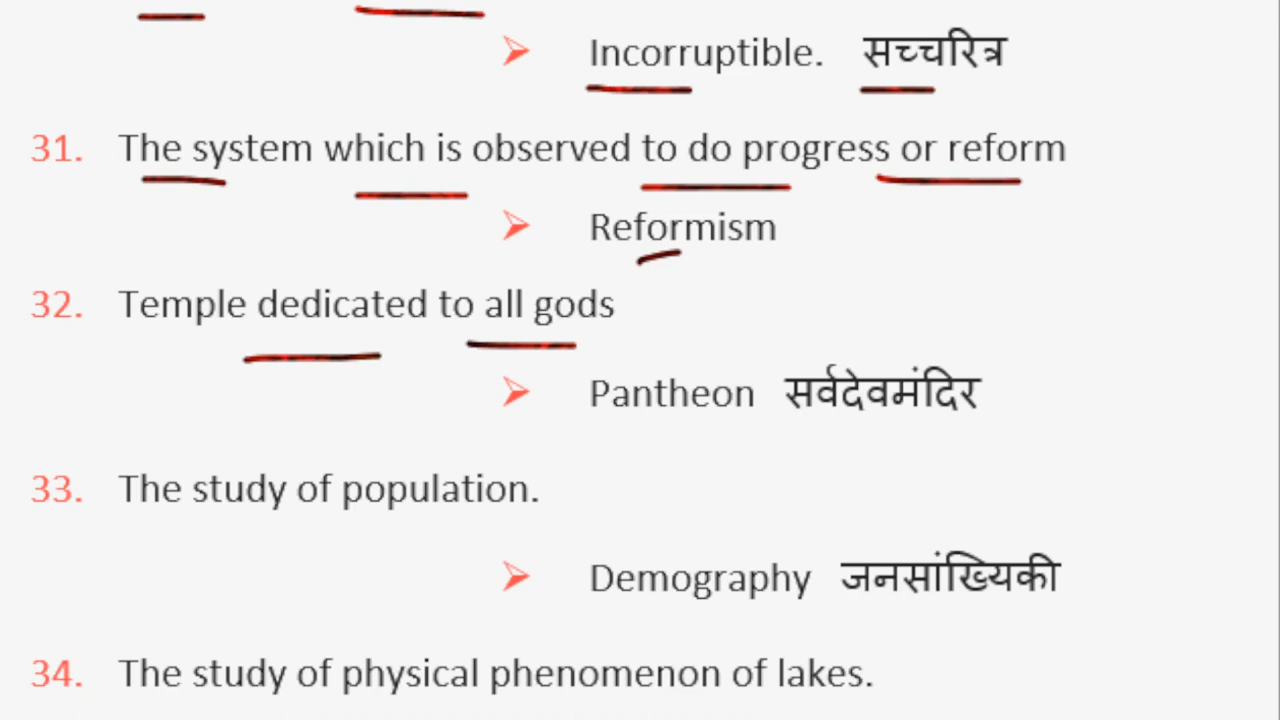 Incorruptible. सच्चरित्र
31. The system which is observed to do progress or reform
Reformism
32. Temple dedicated to all gods
Pantheon सर्वदेवमंदिर
33. The study of population.
Demography जनसांख्यिकी
34. The study of physical phenomenon of lakes.